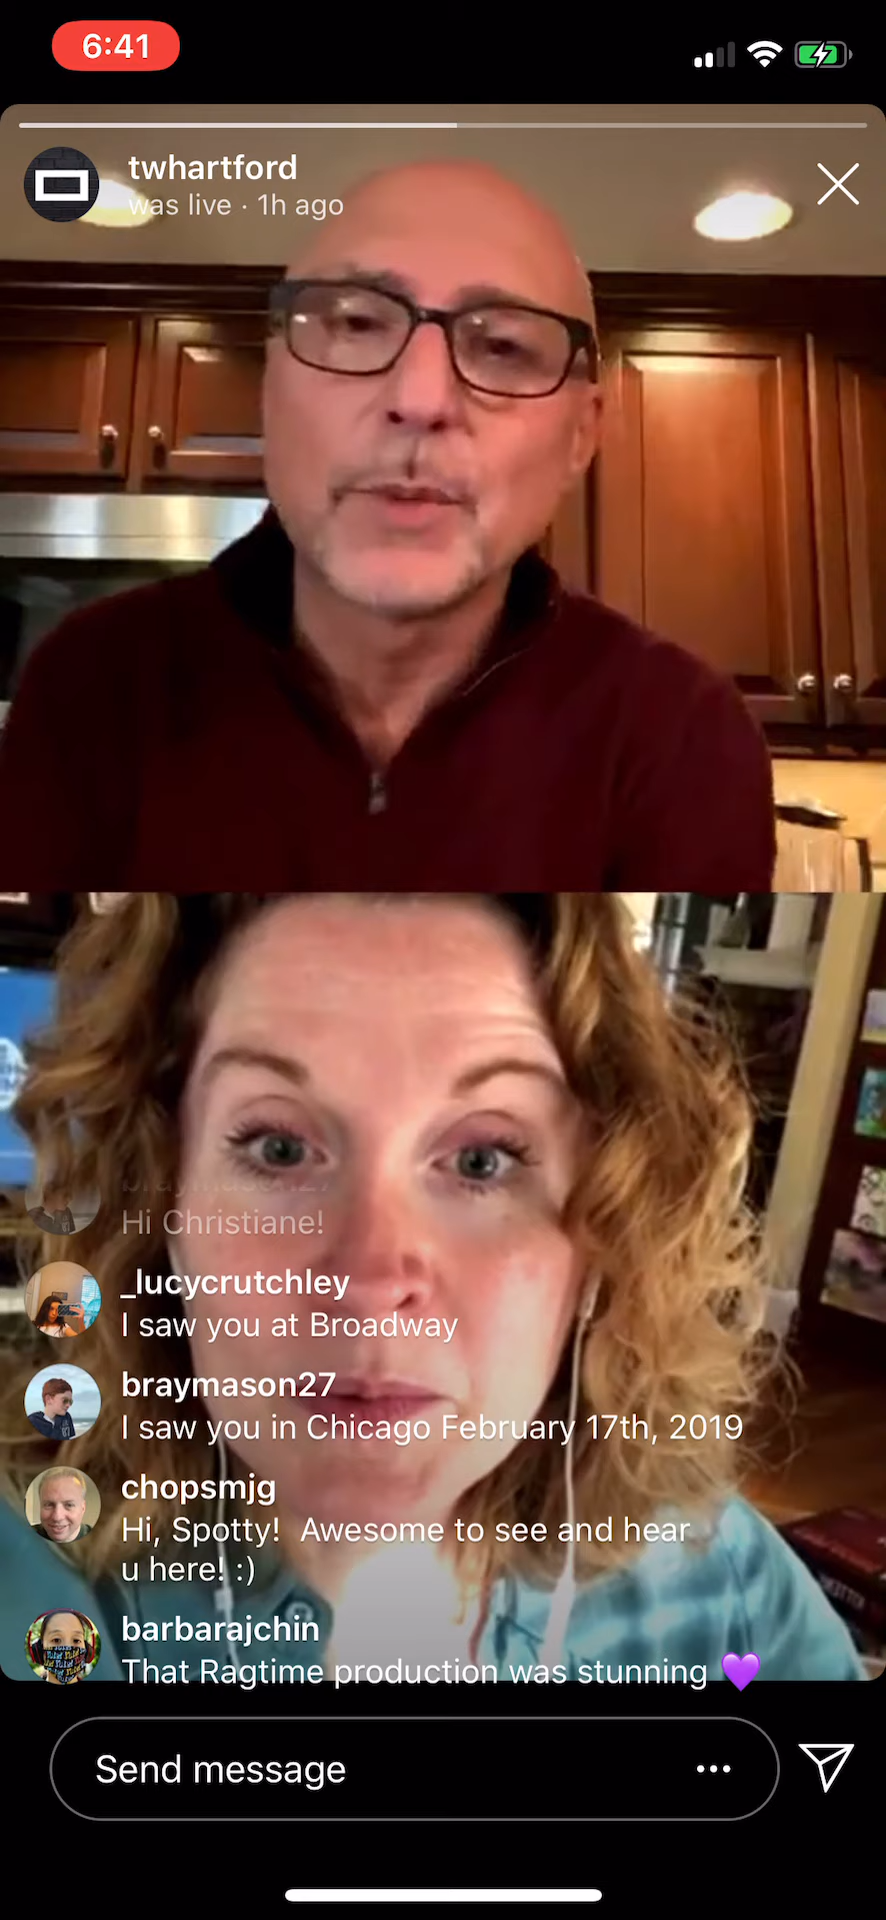 6:41
twhartford
was live · 1h ago
braymason27
Hi Christiane!
_lucycrutchley
I saw you at Broadway
braymason27
I saw you in Chicago February 17th, 2019
chopsmjg
Hi, Spotty!  Awesome to see and hear
u here! :)
barbarajchin
That Ragtime production was stunning 💜
Send message